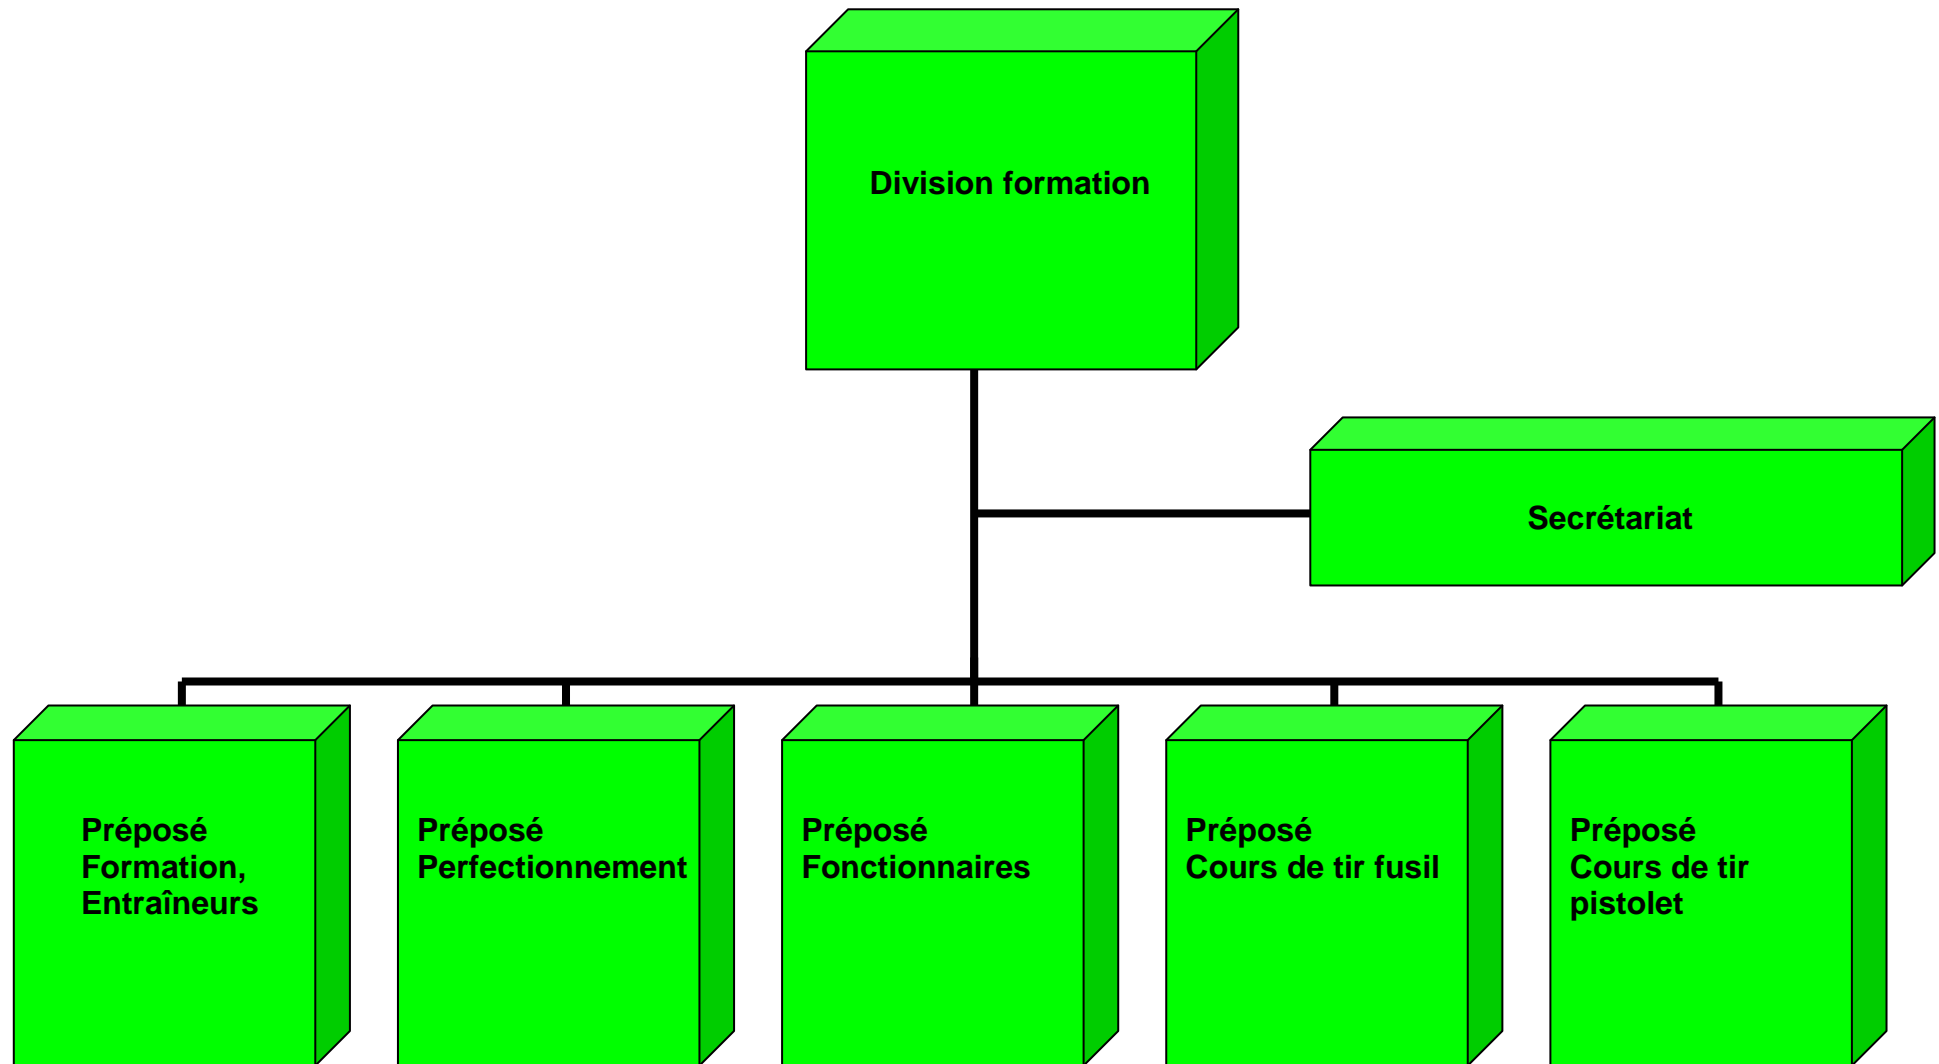 Division formation
Secrétariat
Préposé
Formation,
Entraîneurs
Préposé
Perfectionnement
Préposé
Fonctionnaires
Préposé
Cours de tir fusil
Préposé
Cours de tir
pistolet